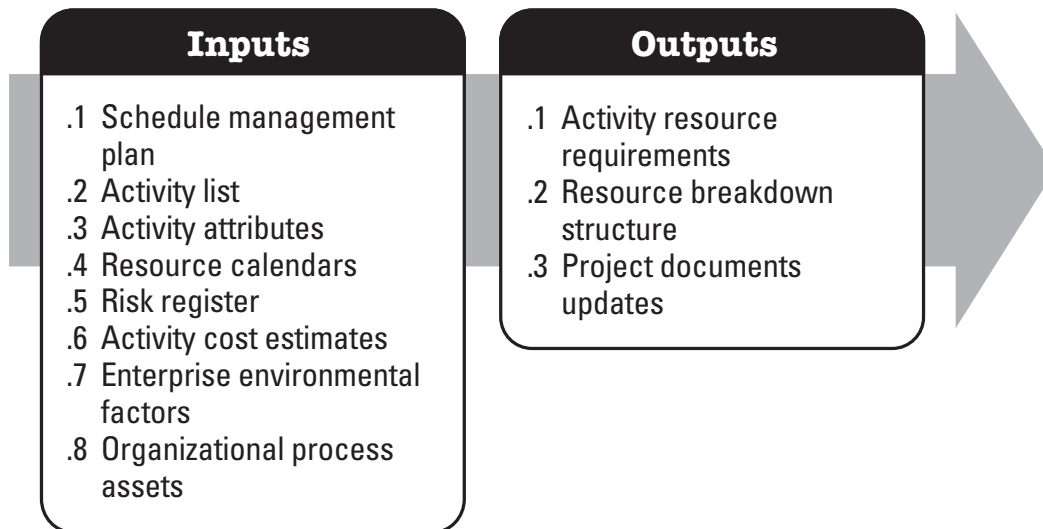 Inputs
.1 Schedule management
plan
.2 Activity list
.3 Activity attributes
.4 Resource calendars
.5 Risk register
.6 Activity cost estimates
.7 Enterprise environmental
factors
.8 Organizational process
assets
Outputs
.1 Activity resource
requirements
.2 Resource breakdown
structure
.3 Project documents
updates